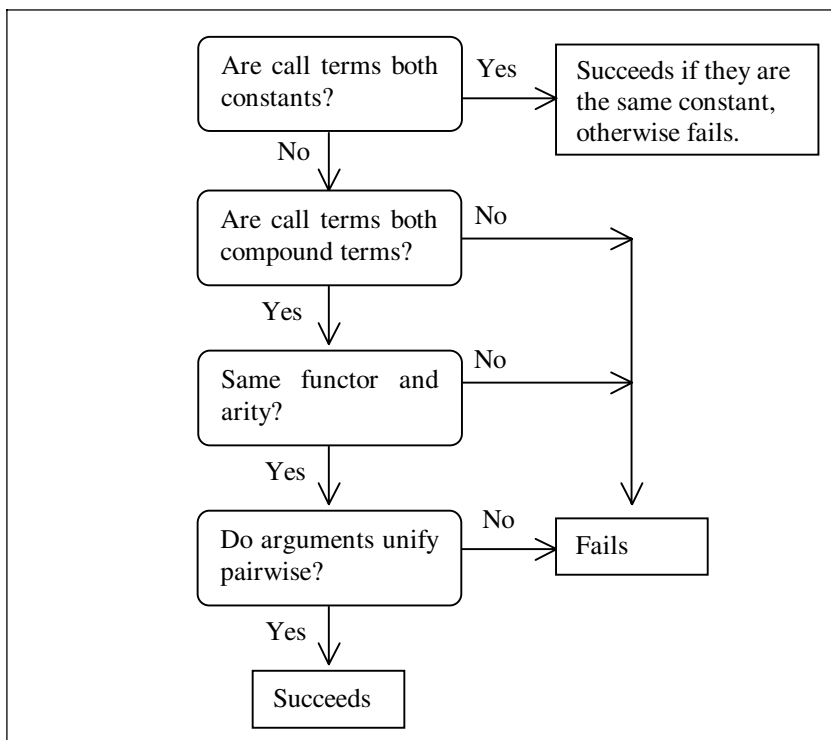 Are call terms both
constants?
Yes
Succeeds if they are
the same constant,
otherwise fails.
No
Are call terms both
compound terms?
No
Yes
Same functor and
arity?
No
Yes
Do arguments unify
pairwise?
No
Fails
Yes
Succeeds